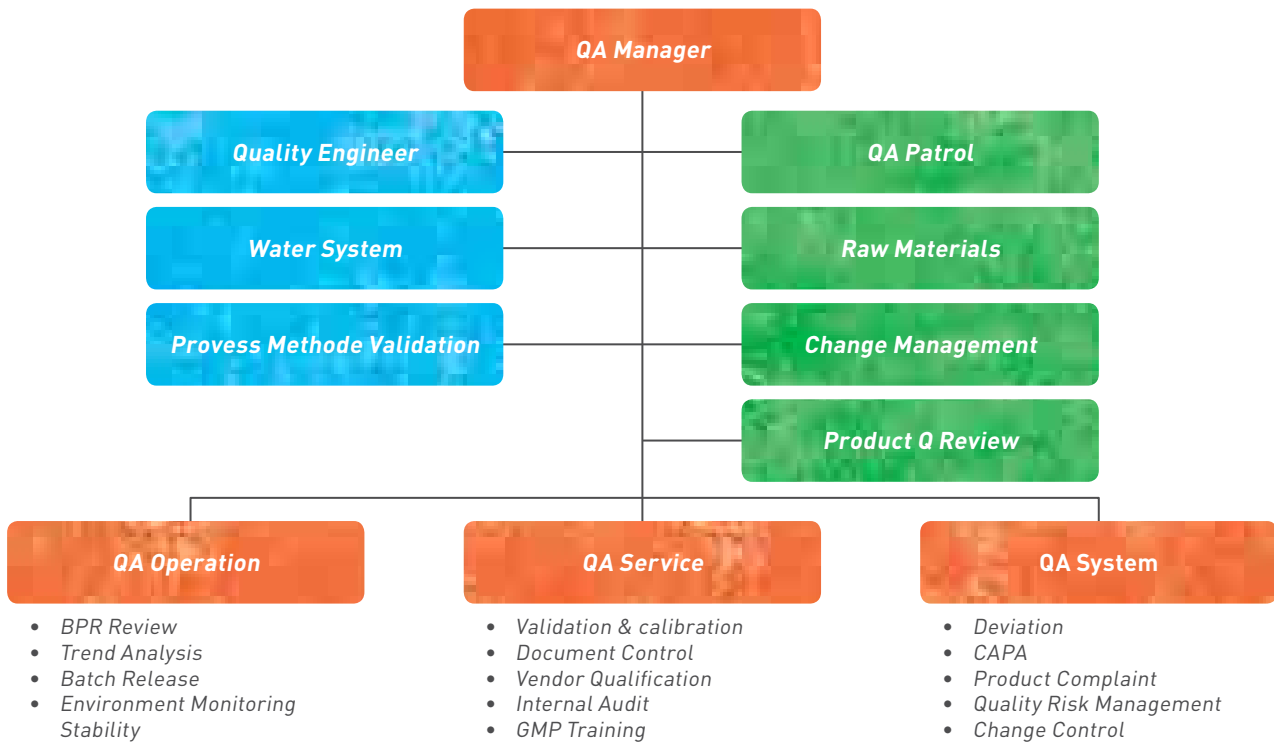 QA Manager
Quality Engineer
QA Patrol
Water System
Raw Materials
Provess Methode Validation
Change Management
Product Q Review
QA Operation
• BPR Review
• Trend Analysis
• Batch Release
• Environment Monitoring
Stability
QA Service
• Validation & calibration
• Document Control
• Vendor Qualification
• Internal Audit
• GMP Training
QA System
• Deviation
• CAPA
• Product Complaint
• Quality Risk Management
• Change Control